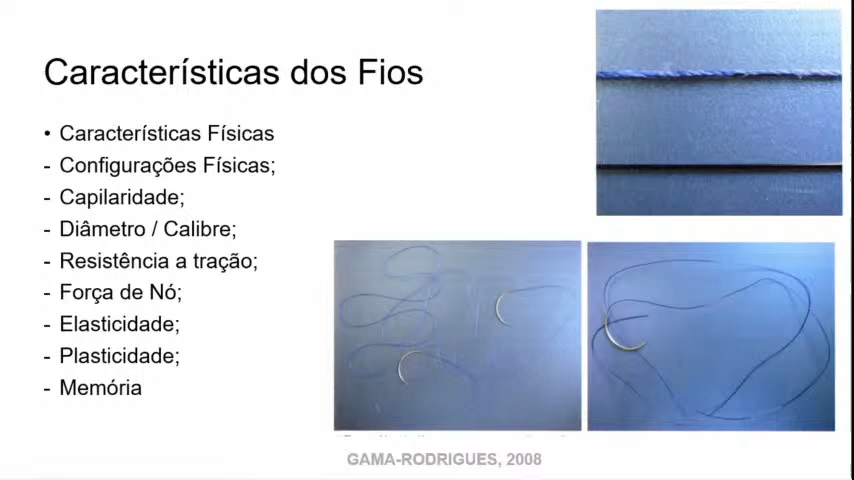 Características dos Fios
• Características Físicas
- Configurações Físicas;
- Capilaridade;
- Diâmetro / Calibre;
- Resistência a tração;
- Força de Nó;
- Elasticidade;
- Plasticidade;
- Memória
GAMA-RODRIGUES, 2008